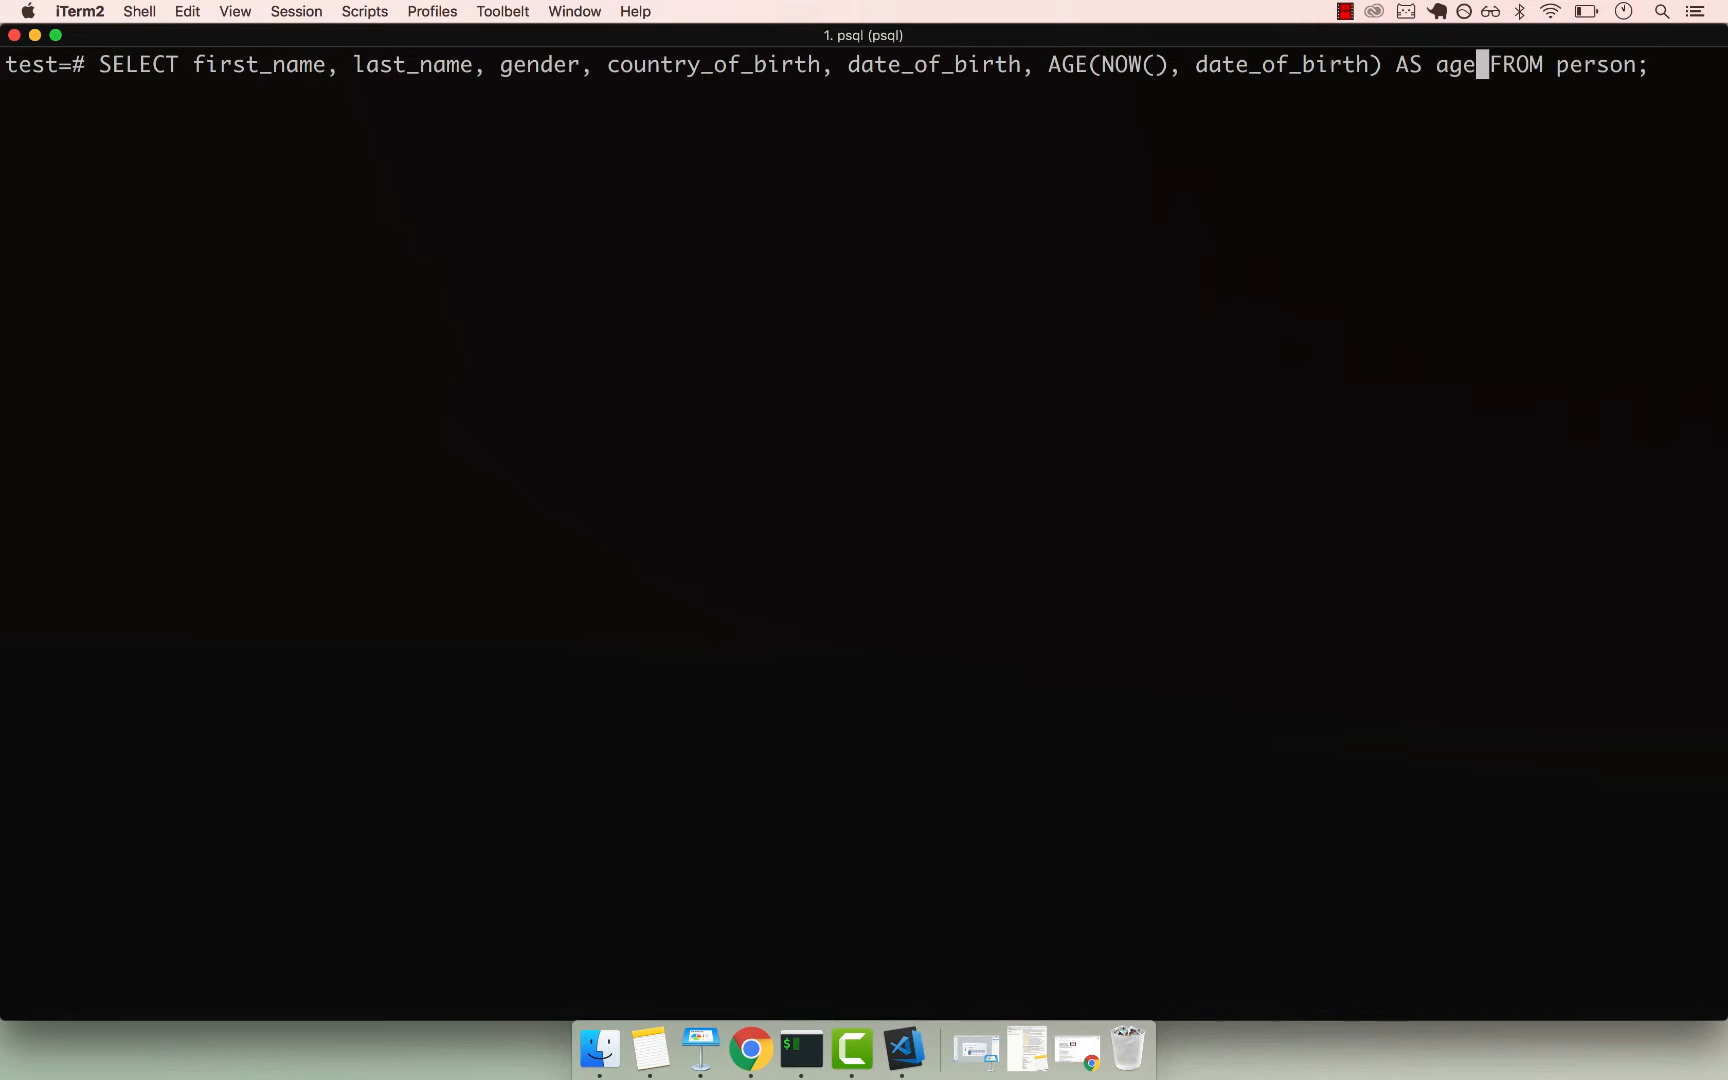 iTerm2 Shell Edit View Session Scripts Profiles Toolbelt Window Help
1. psql (psql)
test=# SELECT first_name, last_name, gender, country_of_birth, date_of_birth, AGE(NOW(), date_of_birth) AS age FROM person;
$